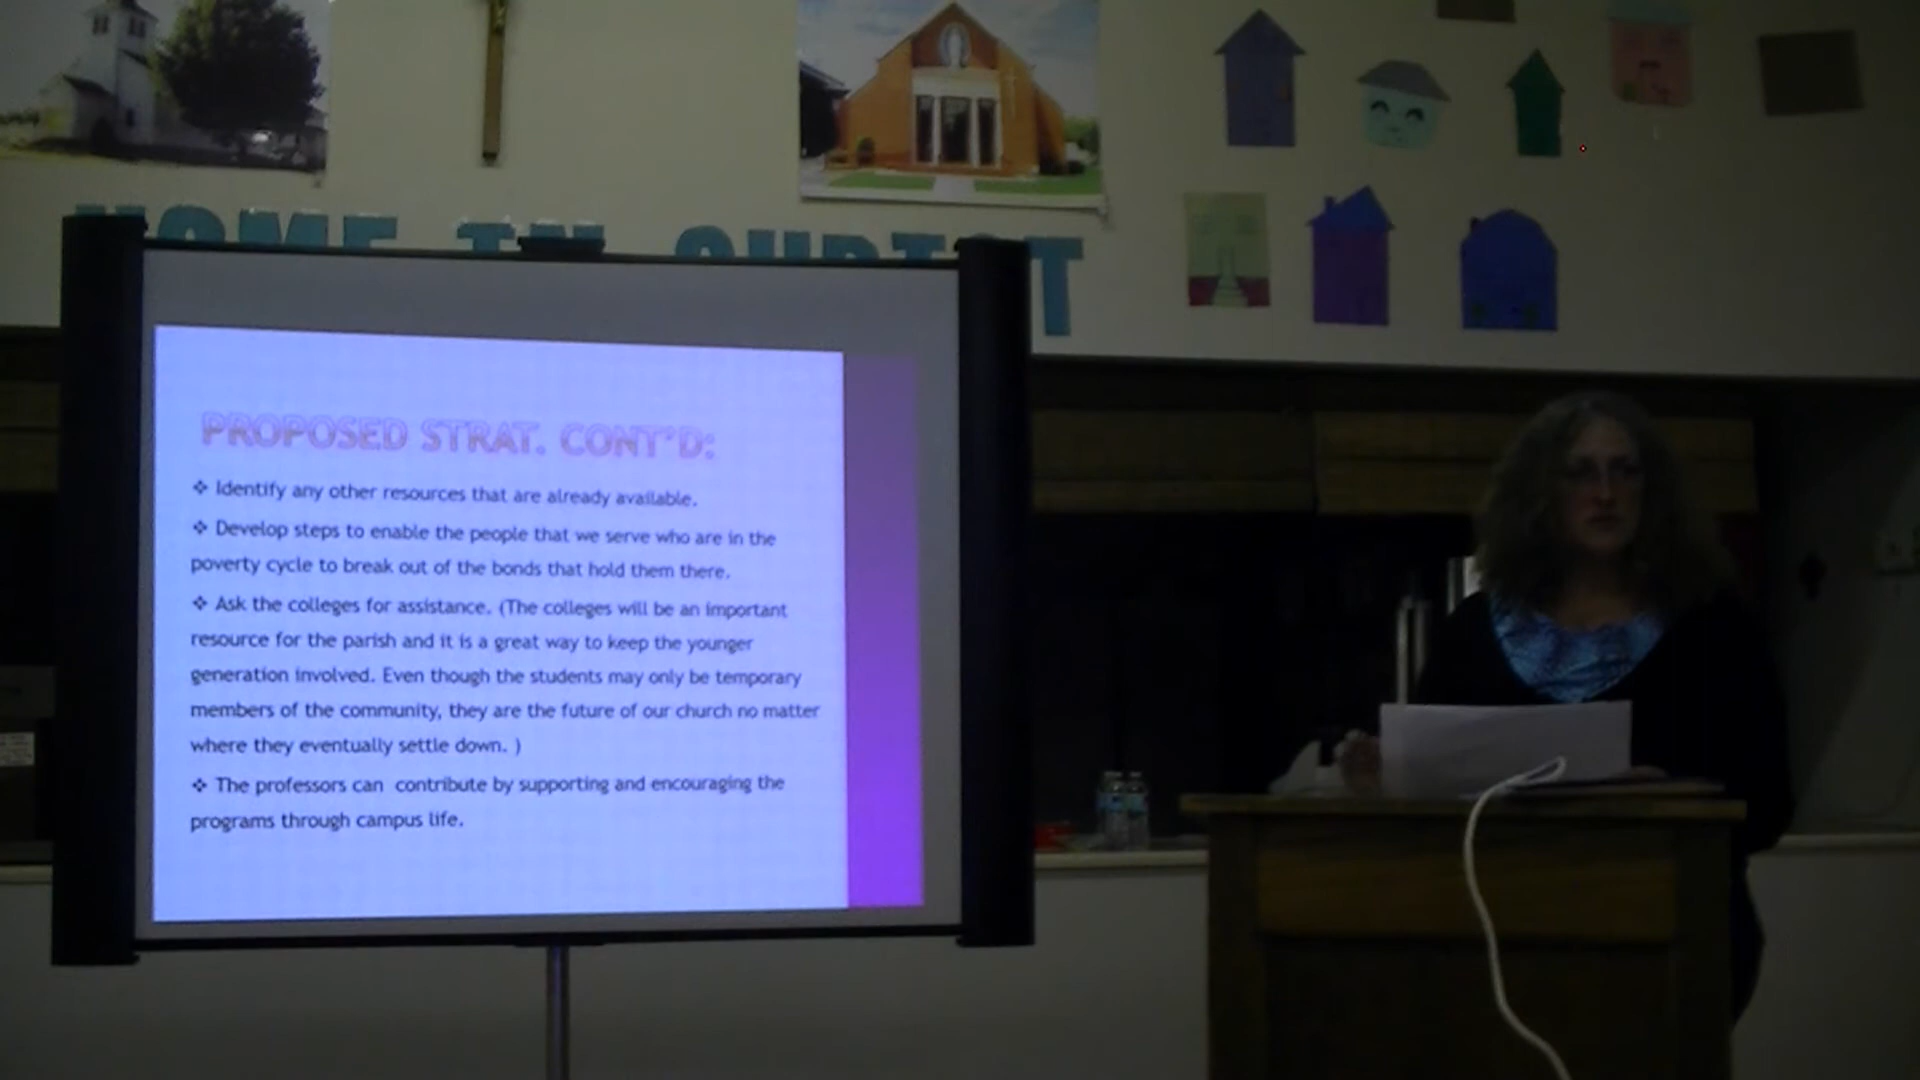 HOME IN CHRIST
PROPOSED STRAT. CONT'D:
❖ Identify any other resources that are already available.
❖ Develop steps to enable the people that we serve who are in the
poverty cycle to break out of the bonds that hold them there.
❖ Ask the colleges for assistance. (The colleges will be an important
resource for the parish and it is a great way to keep the younger
generation involved. Even though the students may only be temporary
members of the community, they are the future of our church no matter
where they eventually settle down. )
❖ The professors can  contribute by supporting and encouraging the
programs through campus life.